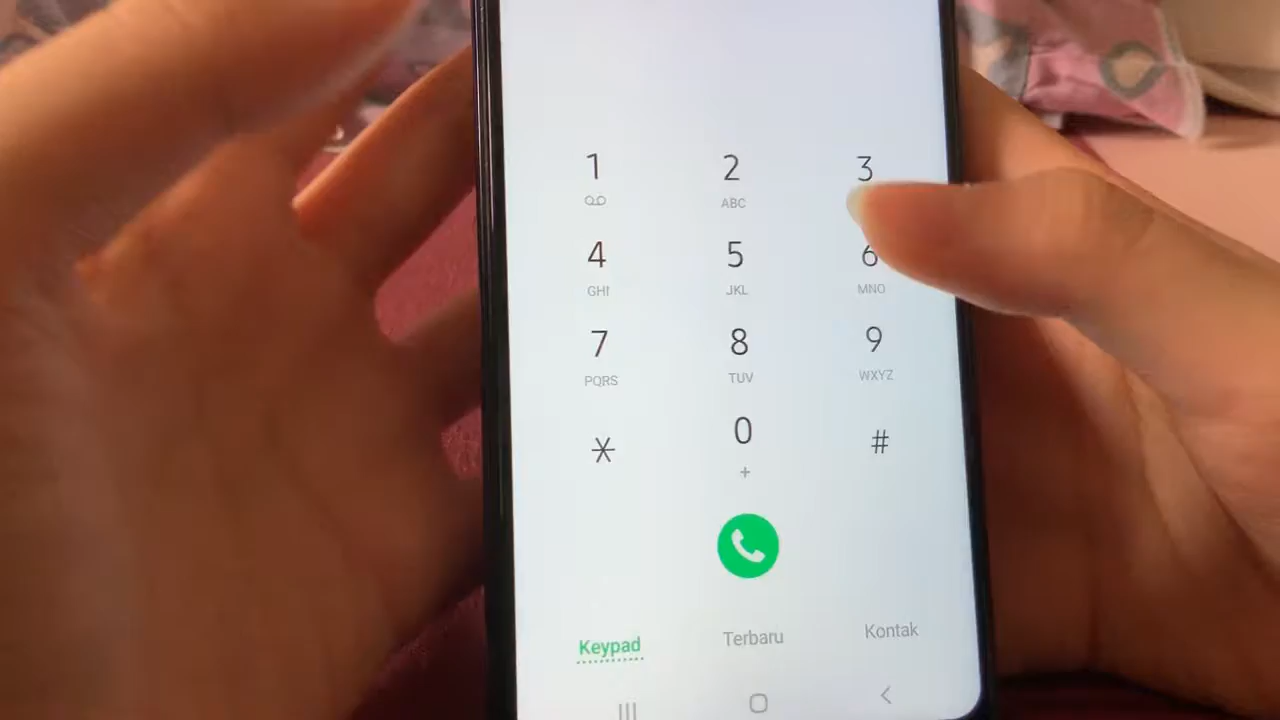 1 2 3
ABC
4 5 6
GHI JKL MNO
7 8 9
PQRS TUV WXYZ
* 0 #
+
Keypad Terbaru Kontak